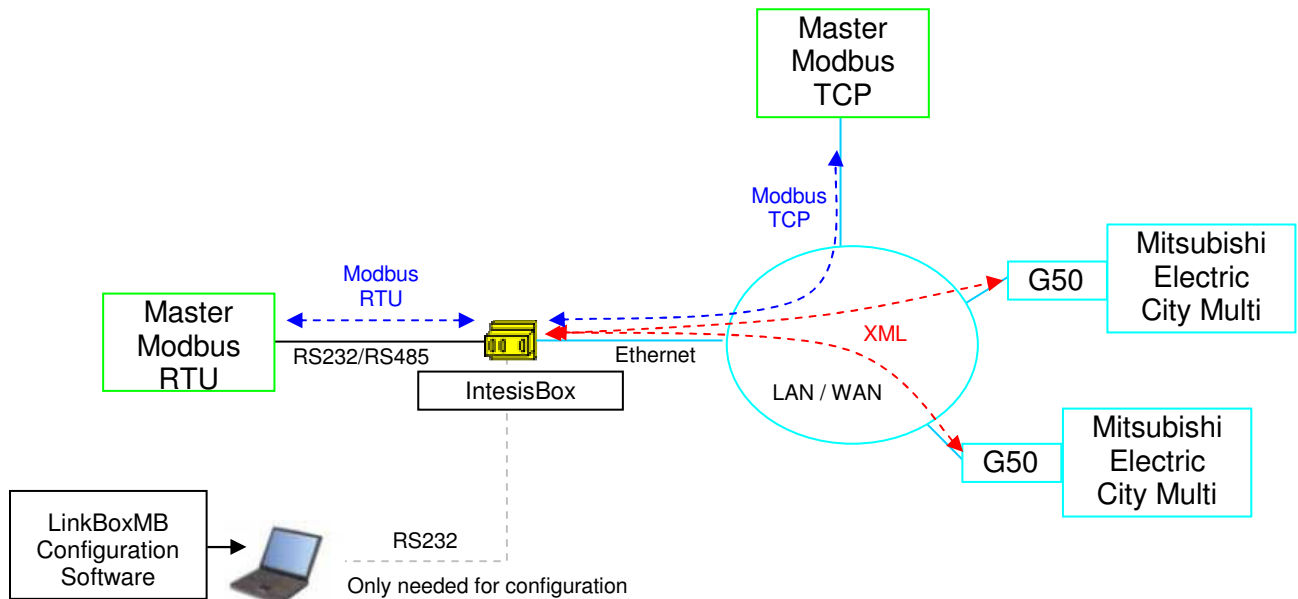 Master
Modbus
TCP
Modbus
TCP
Mitsubishi
Electric
City Multi
G50
Modbus
RTU
Master
Modbus
RTU
RS232/RS485
Ethernet
XML
IntesisBox
LAN / WAN
Mitsubishi
Electric
City Multi
G50
LinkBoxMB
Configuration
Software
RS232
Only needed for configuration